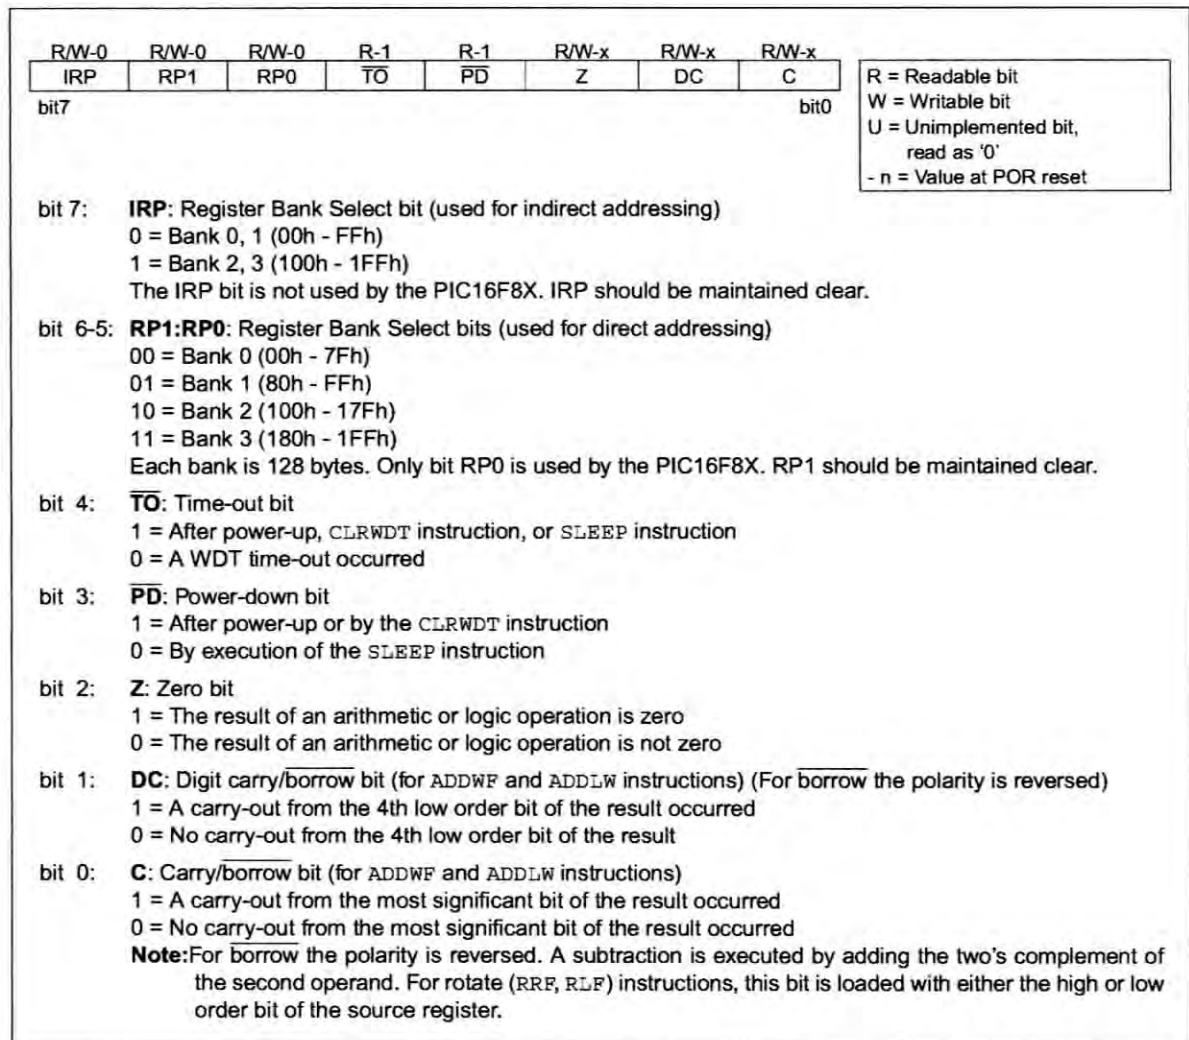 R/W-0 R/W-0 R/W-0 R-1 R-1 R/W-x R/W-x R/W-x
IRP RP1 RP0 T̅O̅ P̅D̅ Z DC C
bit7 bit0
R = Readable bit
W = Writable bit
U = Unimplemented bit,
read as '0'
- n = Value at POR reset
bit 7: IRP: Register Bank Select bit (used for indirect addressing)
0 = Bank 0, 1 (00h - FFh)
1 = Bank 2, 3 (100h - 1FFh)
The IRP bit is not used by the PIC16F8X. IRP should be maintained clear.
bit 6-5: RP1:RP0: Register Bank Select bits (used for direct addressing)
00 = Bank 0 (00h - 7Fh)
01 = Bank 1 (80h - FFh)
10 = Bank 2 (100h - 17Fh)
11 = Bank 3 (180h - 1FFh)
Each bank is 128 bytes. Only bit RP0 is used by the PIC16F8X. RP1 should be maintained clear.
bit 4: T̅O̅: Time-out bit
1 = After power-up, CLRWDT instruction, or SLEEP instruction
0 = A WDT time-out occurred
bit 3: P̅D̅: Power-down bit
1 = After power-up or by the CLRWDT instruction
0 = By execution of the SLEEP instruction
bit 2: Z: Zero bit
1 = The result of an arithmetic or logic operation is zero
0 = The result of an arithmetic or logic operation is not zero
bit 1: DC: Digit carry/b̅o̅r̅r̅o̅w̅ bit (for ADDWF and ADDLW instructions) (For b̅o̅r̅r̅o̅w̅ the polarity is reversed)
1 = A carry-out from the 4th low order bit of the result occurred
0 = No carry-out from the 4th low order bit of the result
bit 0: C: Carry/b̅o̅r̅r̅o̅w̅ bit (for ADDWF and ADDLW instructions)
1 = A carry-out from the most significant bit of the result occurred
0 = No carry-out from the most significant bit of the result occurred
Note:For b̅o̅r̅r̅o̅w̅ the polarity is reversed. A subtraction is executed by adding the two's complement of
the second operand. For rotate (RRF, RLF) instructions, this bit is loaded with either the high or low
order bit of the source register.